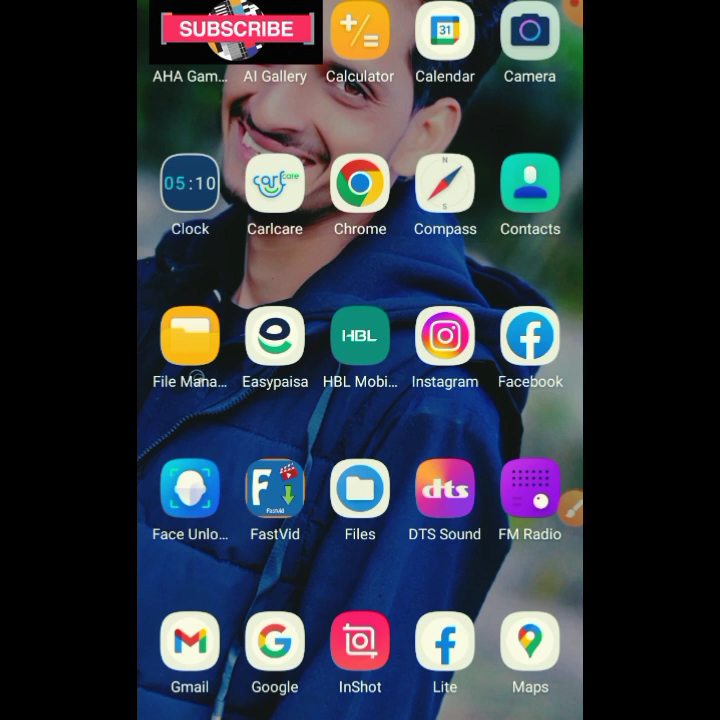 SUBSCRIBE
31
AHA Gam... AI Gallery Calculator Calendar Camera
05:10
carl care
N
S
Clock Carlcare Chrome Compass Contacts
HBL
File Mana... Easypaisa HBL Mobi... Instagram Facebook
F
FastVid
dts
Face Unlo... FastVid Files DTS Sound FM Radio
Gmail Google InShot Lite Maps